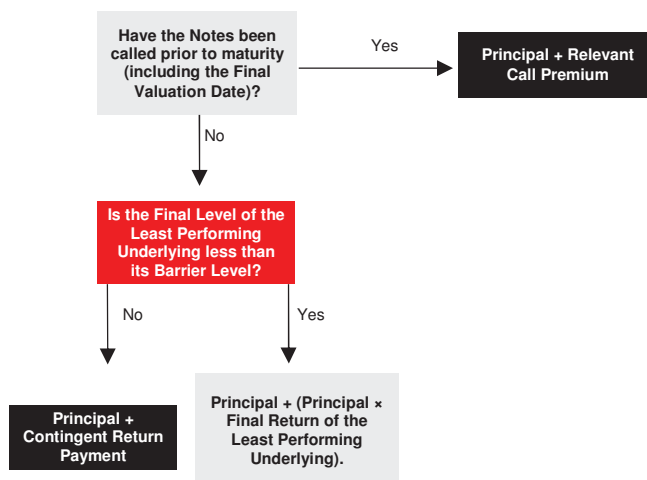 Have the Notes been
called prior to maturity
(including the Final
Valuation Date)?
Yes
Principal + Relevant
Call Premium
No
Is the Final Level of the
Least Performing
Underlying less than
its Barrier Level?
No
Yes
Principal +
Contingent Return
Payment
Principal + (Principal ×
Final Return of the
Least Performing
Underlying).